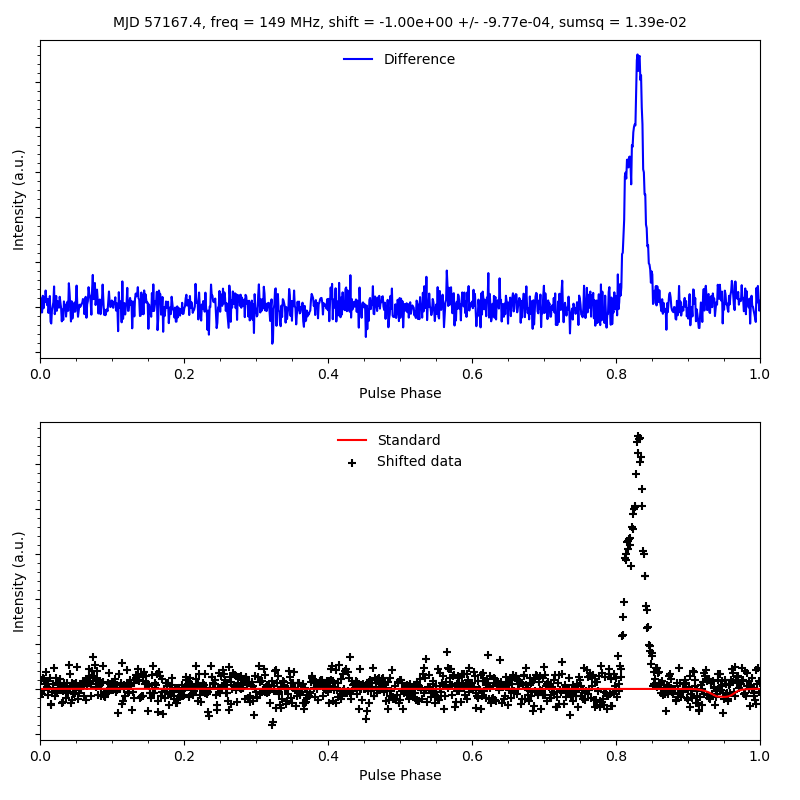 MJD 57167.4, freq = 149 MHz, shift = -1.00e+00 +/- -9.77e-04, sumsq = 1.39e-02
Difference
Intensity (a.u.)
0.0 0.2 0.4 0.6 0.8 1.0
Pulse Phase
Standard
Shifted data
Intensity (a.u.)
0.0 0.2 0.4 0.6 0.8 1.0
Pulse Phase